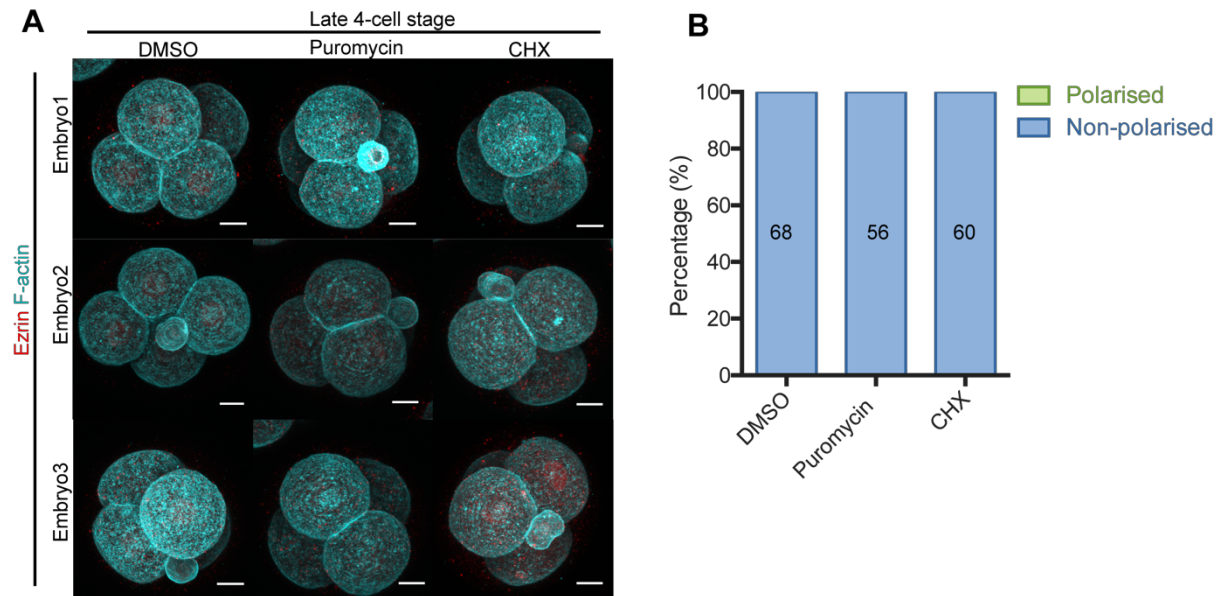 A
Late 4-cell stage
DMSO Puromycin CHX
Ezrin F-actin
Embryo1
Embryo2
Embryo3
B
Polarised
Non-polarised
Percentage (%)
100
80
60
40
20
0
68 56 60
DMSO Puromycin CHX